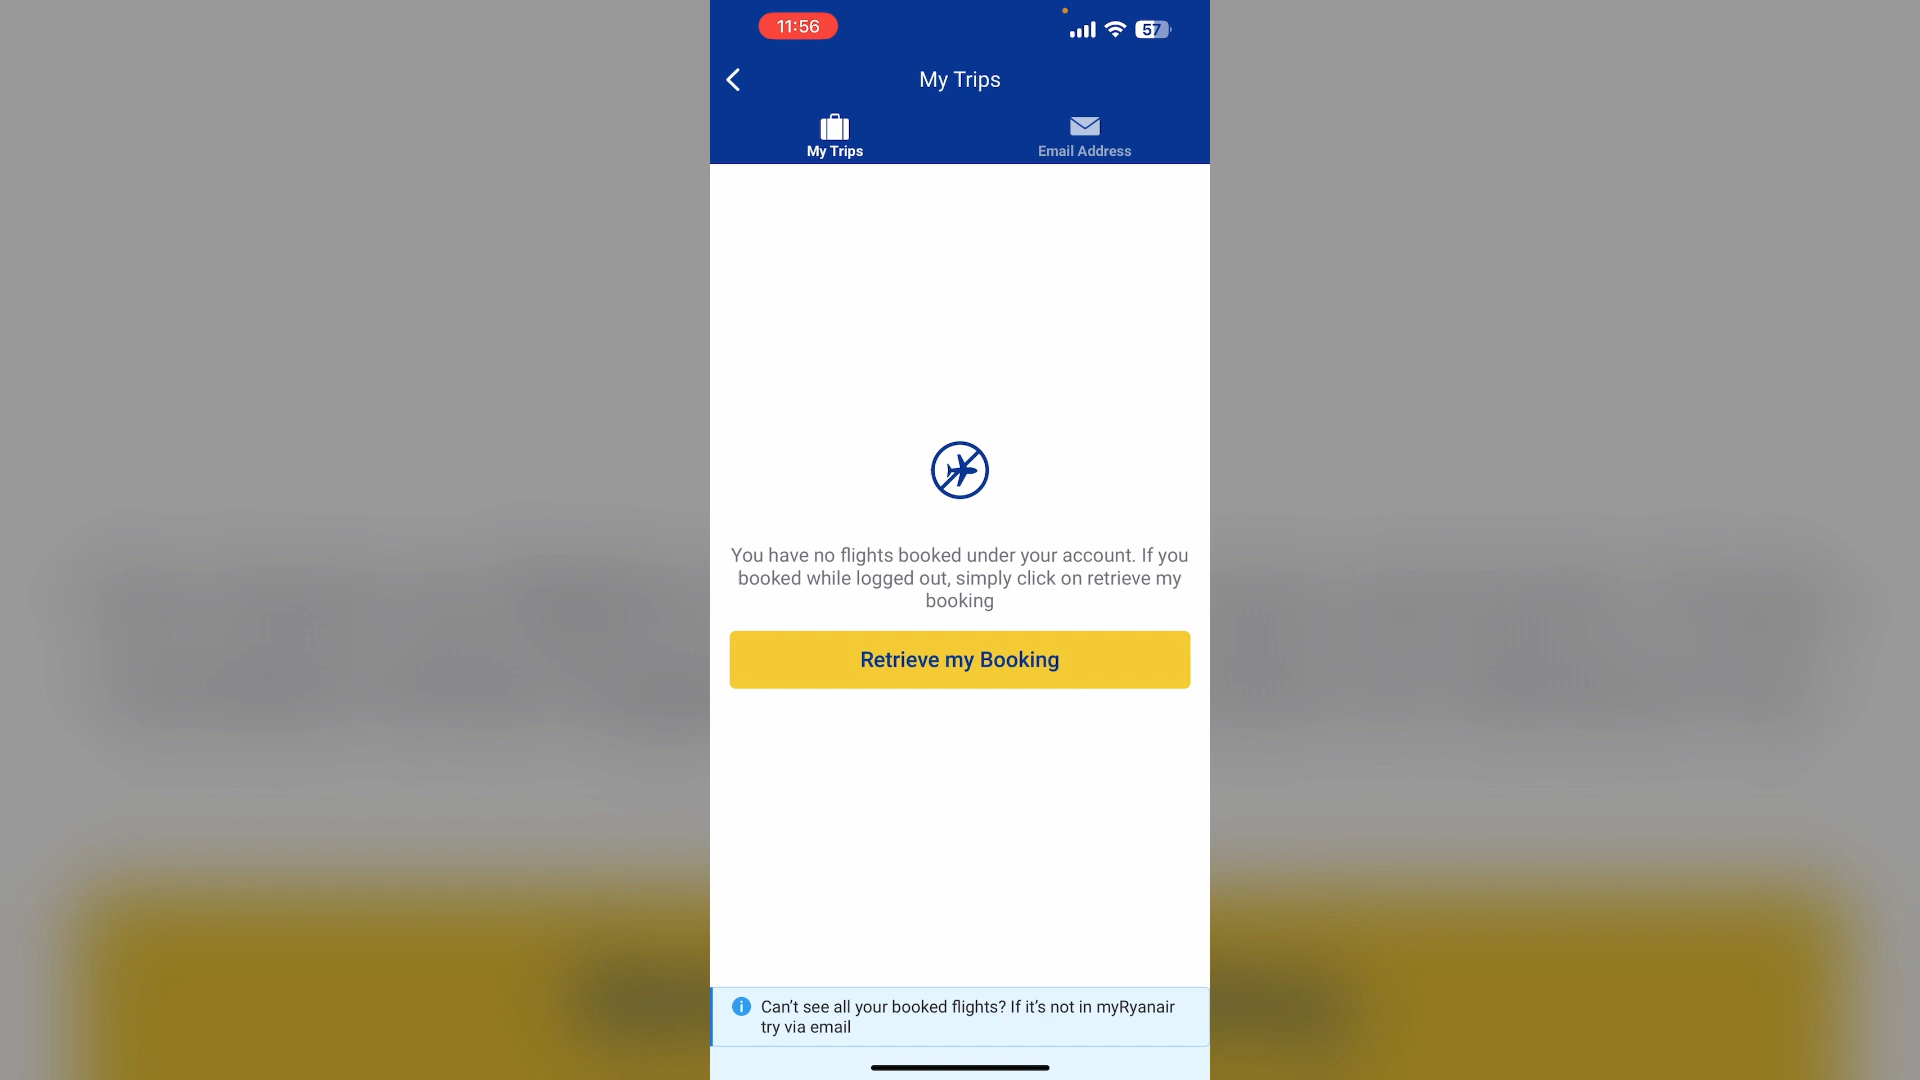 11:56
57
My Trips
My Trips
Email Address
You have no flights booked under your account. If you
booked while logged out, simply click on retrieve my
booking
Retrieve my Booking
Can’t see all your booked flights? If it’s not in myRyanair
try via email